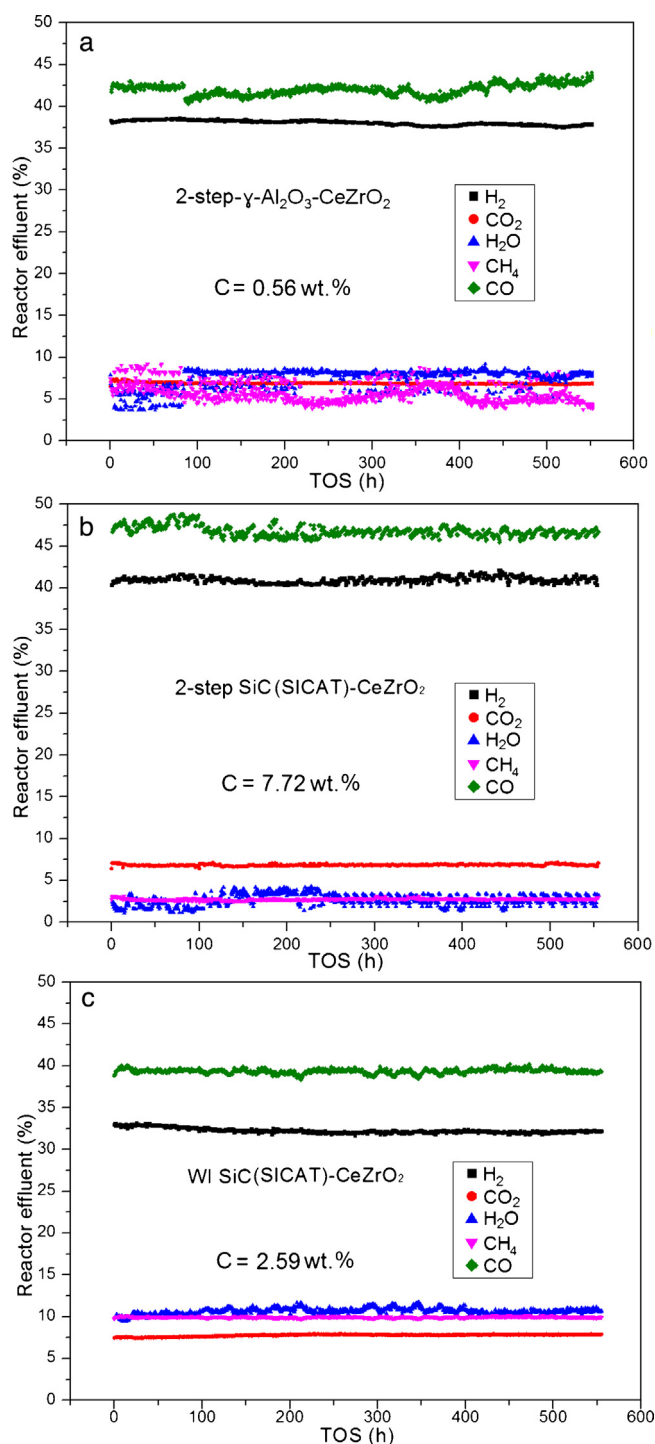 a
50
45
40
35
30
25
20
15
10
5
0
Reactor effluent (%)
2-step-ɣ-Al₂O₃-CeZrO₂
C = 0.56 wt.%
H₂
CO₂
H₂O
CH₄
CO
0 100 200 300 400 500 600
TOS (h)
b
50
45
40
35
30
25
20
15
10
5
0
Reactor effluent (%)
2-step SiC(SICAT)-CeZrO₂
C = 7.72 wt.%
H₂
CO₂
H₂O
CH₄
CO
0 100 200 300 400 500 600
TOS (h)
c
50
45
40
35
30
25
20
15
10
5
0
Reactor effluent (%)
WI SiC(SICAT)-CeZrO₂
C = 2.59 wt.%
H₂
CO₂
H₂O
CH₄
CO
0 100 200 300 400 500 600
TOS (h)